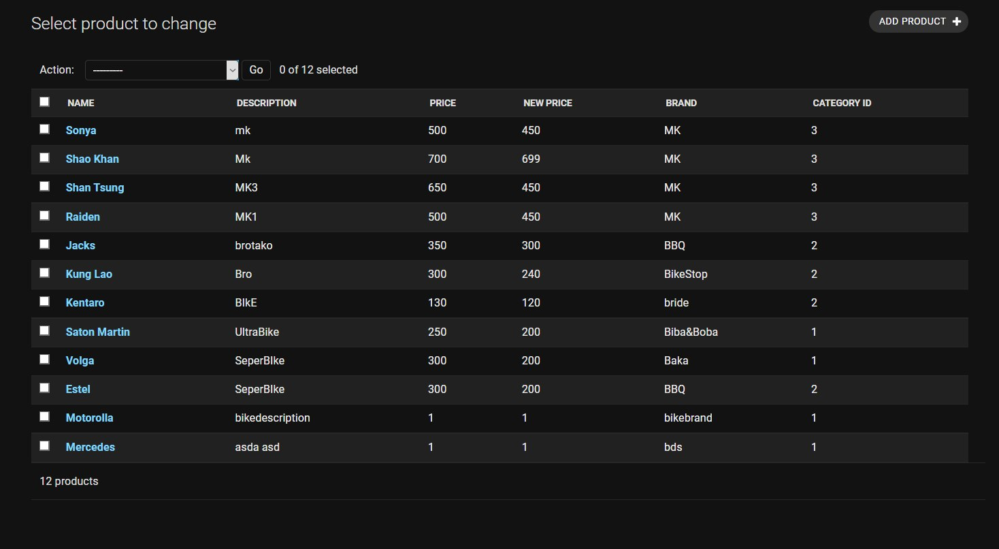 Select product to change
ADD PRODUCT +
Action: --------- Go 0 of 12 selected
NAME DESCRIPTION PRICE NEW PRICE BRAND CATEGORY ID
Sonya mk 500 450 MK 3
Shao Khan Mk 700 699 MK 3
Shan Tsung MK3 650 450 MK 3
Raiden MK1 500 450 MK 3
Jacks brotako 350 300 BBQ 2
Kung Lao Bro 300 240 BikeStop 2
Kentaro BIkE 130 120 bride 2
Saton Martin UltraBike 250 200 Biba&Boba 1
Volga SeperBIke 300 200 Baka 1
Estel SeperBIke 300 200 BBQ 2
Motorolla bikedescription 1 1 bikebrand 1
Mercedes asda asd 1 1 bds 1
12 products